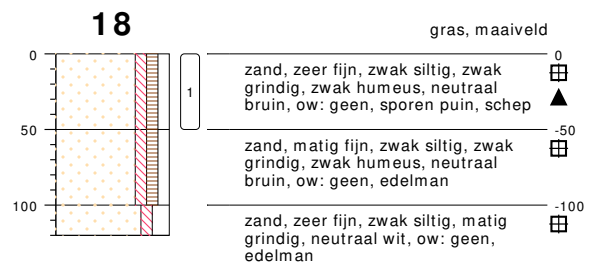 18
gras, maaiveld
0
0
zand, zeer fijn, zwak siltig, zwak
grindig, zwak humeus, neutraal
bruin, ow: geen, sporen puin, schep
1
50
-50
zand, matig fijn, zwak siltig, zwak
grindig, zwak humeus, neutraal
bruin, ow: geen, edelman
100
-100
zand, zeer fijn, zwak siltig, matig
grindig, neutraal wit, ow: geen,
edelman